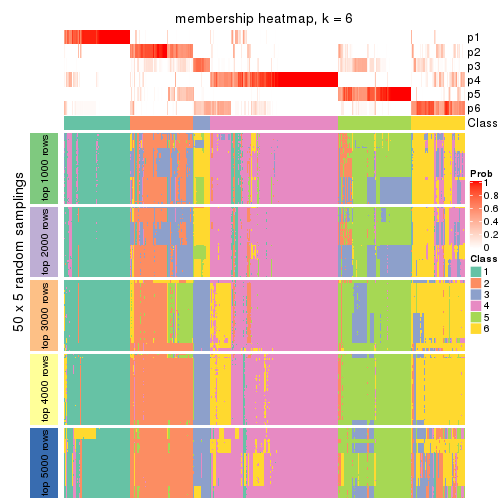 membership heatmap, k = 6
p1
p2
p3
p4
p5
p6
Class
50 x 5 random samplings
top 1000 rows
top 2000 rows
top 3000 rows
top 4000 rows
top 5000 rows
Prob
1
0.8
0.6
0.4
0.2
0
Class
1
2
3
4
5
6